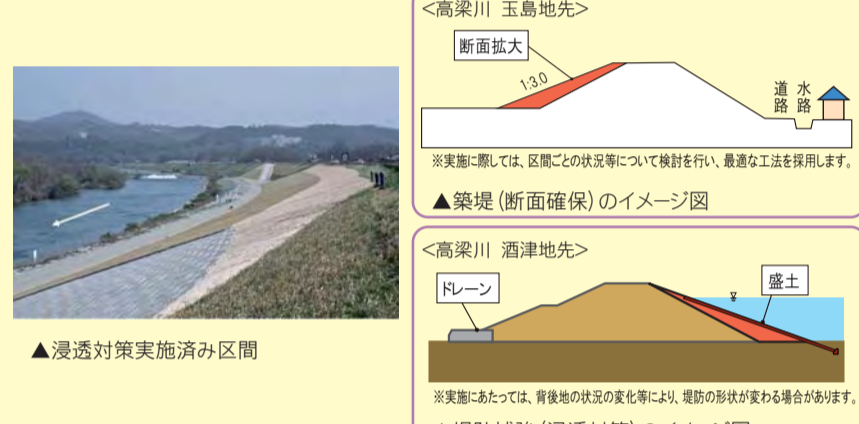 <高梁川 玉島地先>
断面拡大
1:3.0
道路
水路
※実施に際しては、区間ごとの状況等について検討を行い、最適な工法を採用します。
▲築堤(断面確保)のイメージ図
▲浸透対策実施済み区間
<高梁川 酒津地先>
ドレーン
盛土
※実施にあたっては、背後地の状況の変化等により、堤防の形状が変わる場合があります。